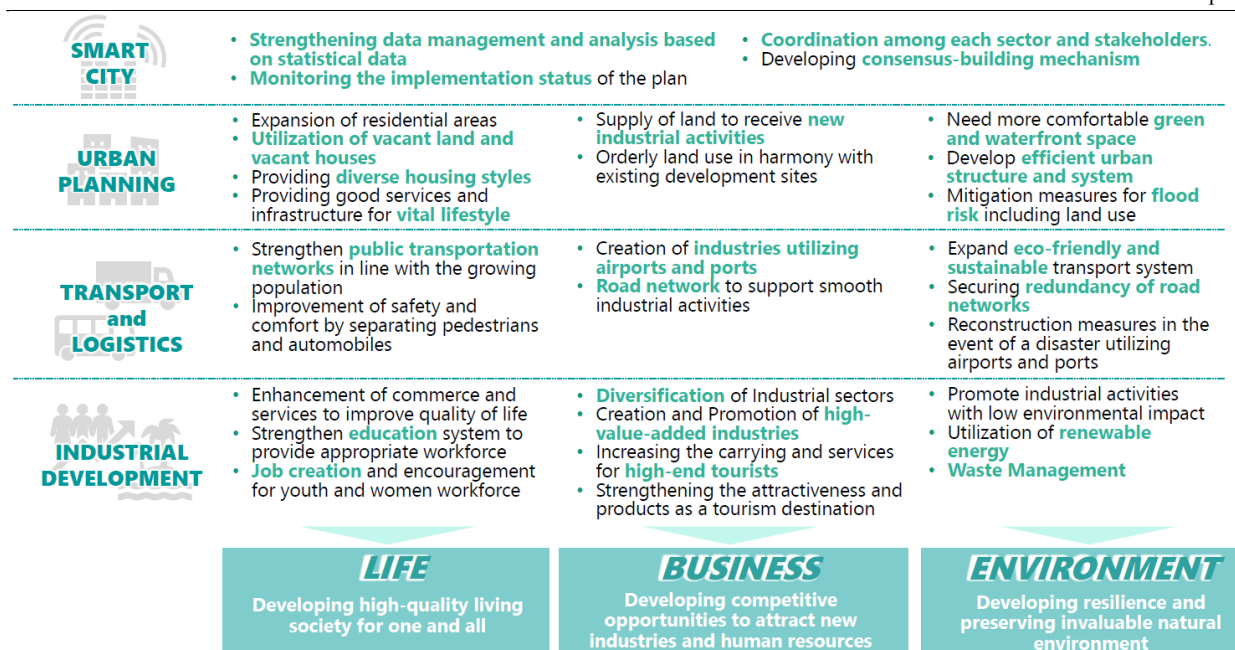 SMART
CITY
• Strengthening data management and analysis based
on statistical data
• Monitoring the implementation status of the plan
• Coordination among each sector and stakeholders.
• Developing consensus-building mechanism
URBAN
PLANNING
• Expansion of residential areas
• Utilization of vacant land and
vacant houses
• Providing diverse housing styles
• Providing good services and
infrastructure for vital lifestyle
• Supply of land to receive new
industrial activities
• Orderly land use in harmony with
existing development sites
• Need more comfortable green
and waterfront space
• Develop efficient urban
structure and system
• Mitigation measures for flood
risk including land use
TRANSPORT
and
LOGISTICS
• Strengthen public transportation
networks in line with the growing
population
• Improvement of safety and
comfort by separating pedestrians
and automobiles
• Creation of industries utilizing
airports and ports
• Road network to support smooth
industrial activities
• Expand eco-friendly and
sustainable transport system
• Securing redundancy of road
networks
• Reconstruction measures in the
event of a disaster utilizing
airports and ports
INDUSTRIAL
DEVELOPMENT
• Enhancement of commerce and
services to improve quality of life
• Strengthen education system to
provide appropriate workforce
• Job creation and encouragement
for youth and women workforce
• Diversification of Industrial sectors
• Creation and Promotion of high-
value-added industries
• Increasing the carrying and services
for high-end tourists
• Strengthening the attractiveness and
products as a tourism destination
• Promote industrial activities
with low environmental impact
• Utilization of renewable
energy
• Waste Management
LIFE
Developing high-quality living
society for one and all
BUSINESS
Developing competitive
opportunities to attract new
industries and human resources
ENVIRONMENT
Developing resilience and
preserving invaluable natural
environment